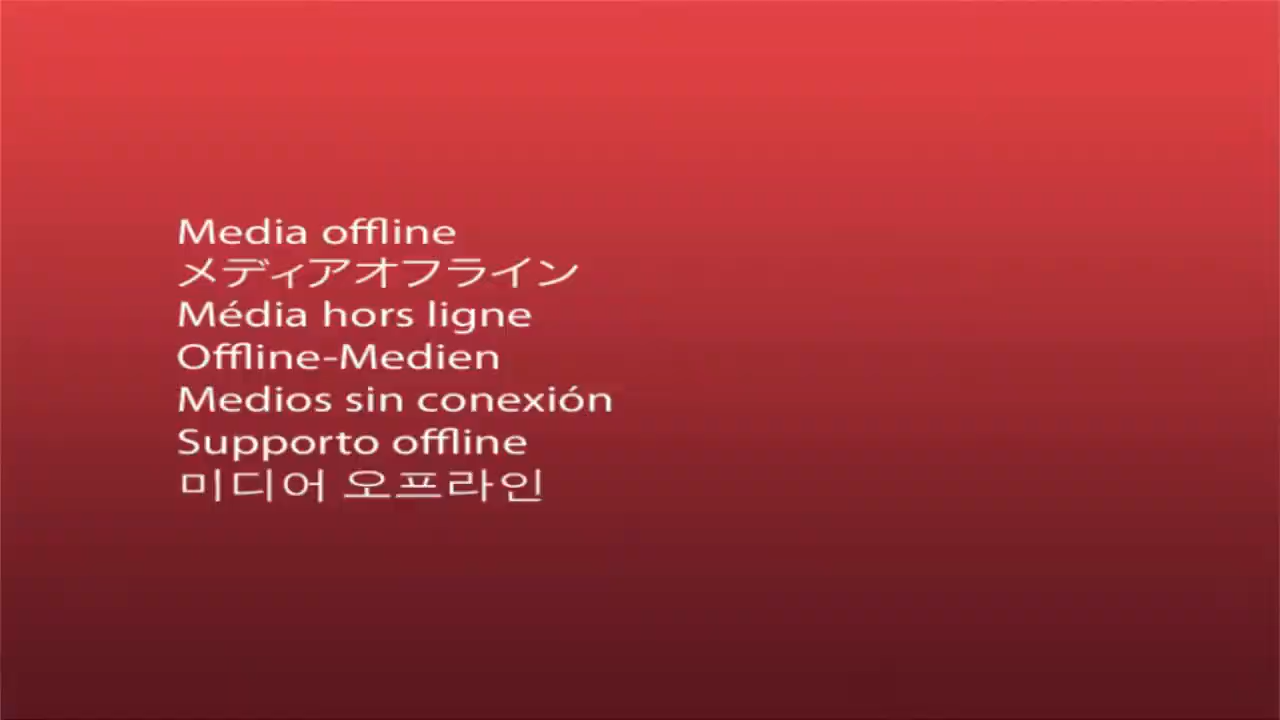 Media offline
メディアオフライン
Média hors ligne
Offline-Medien
Medios sin conexión
Supporto offline
미디어 오프라인